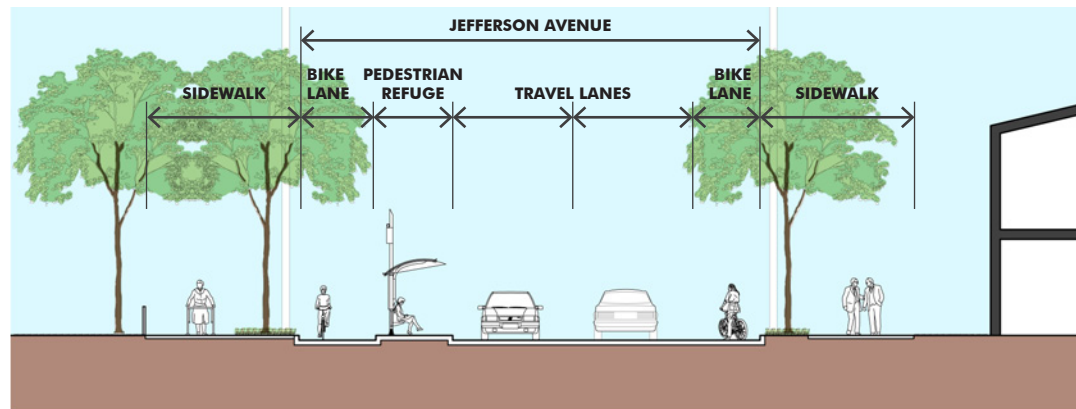 JEFFERSON AVENUE
SIDEWALK
BIKE
LANE
PEDESTRIAN
REFUGE
TRAVEL LANES
BIKE
LANE
SIDEWALK